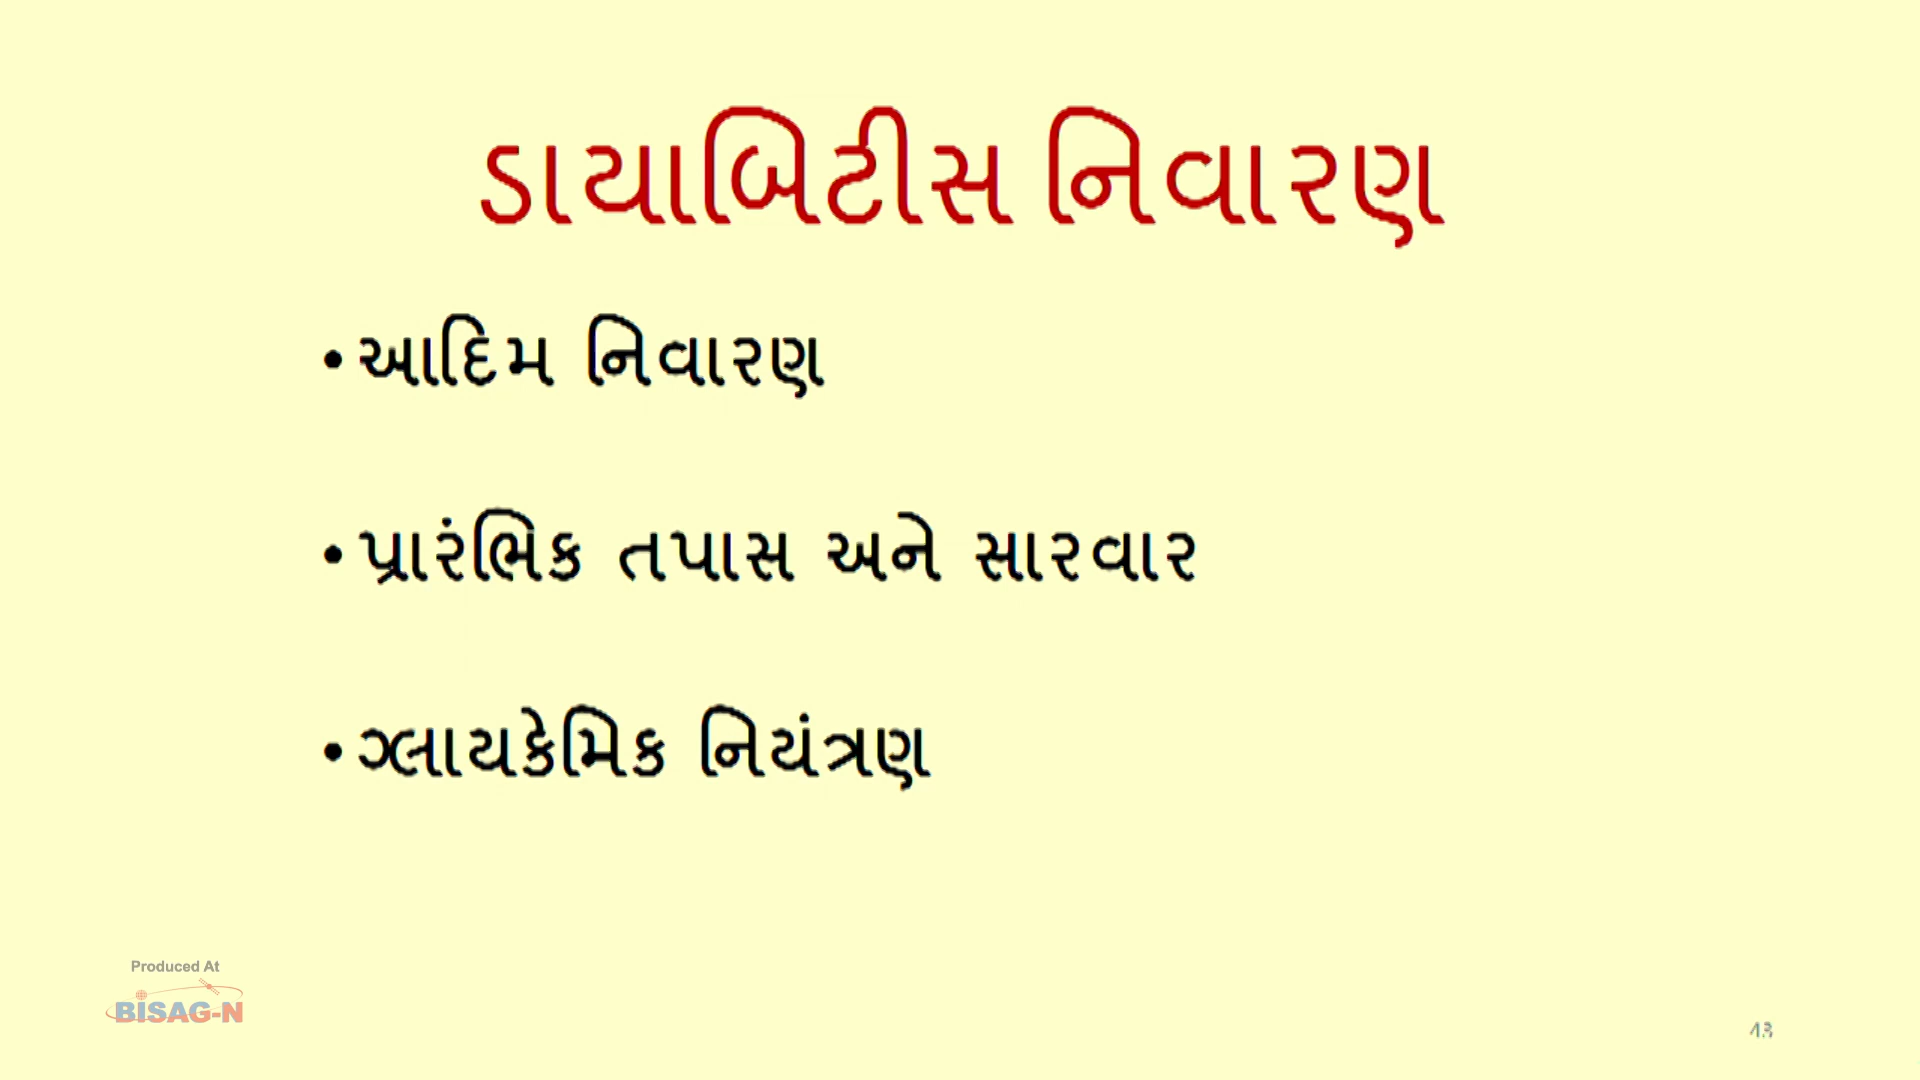 ડાયાબિટીસ નિવારણ
• આદિમ નિવારણ
• પ્રારંભિક તપાસ અને સારવાર
• ગ્લાયકેમિક નિયંત્રણ
Produced At
BISAG-N
43